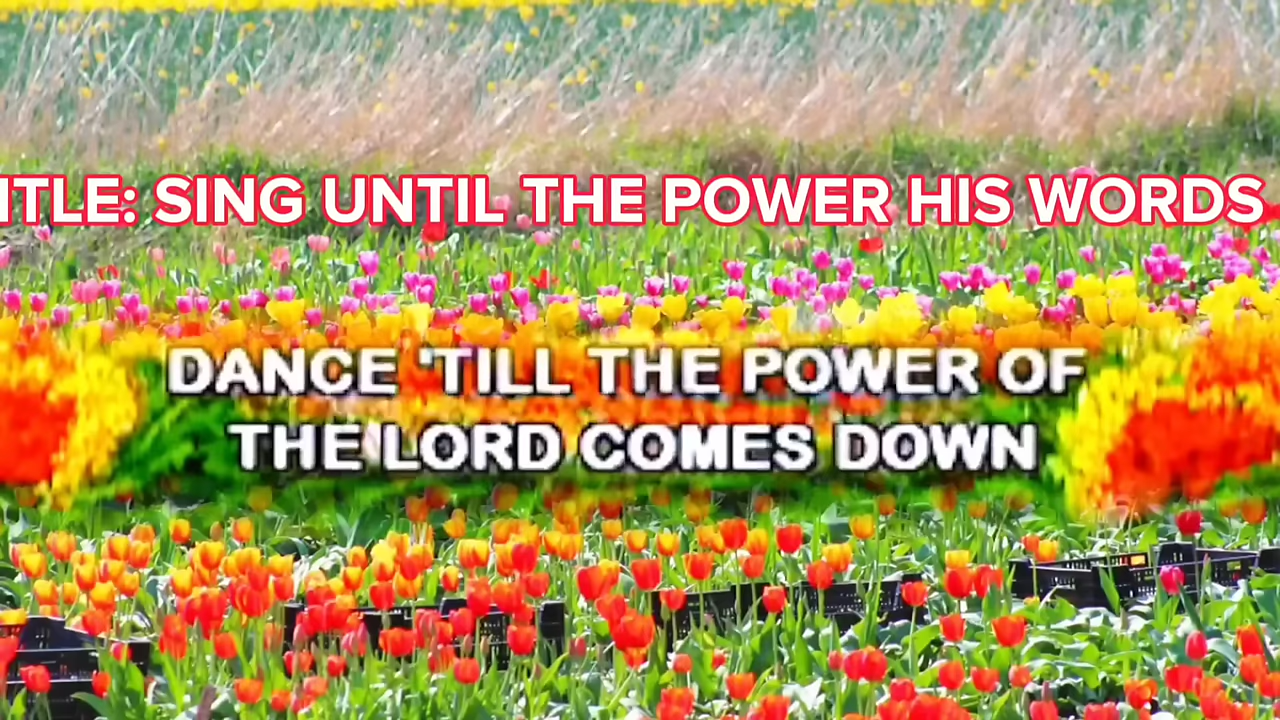 ITLE: SING UNTIL THE POWER HIS WORDS
DANCE 'TILL THE POWER OF
THE LORD COMES DOWN